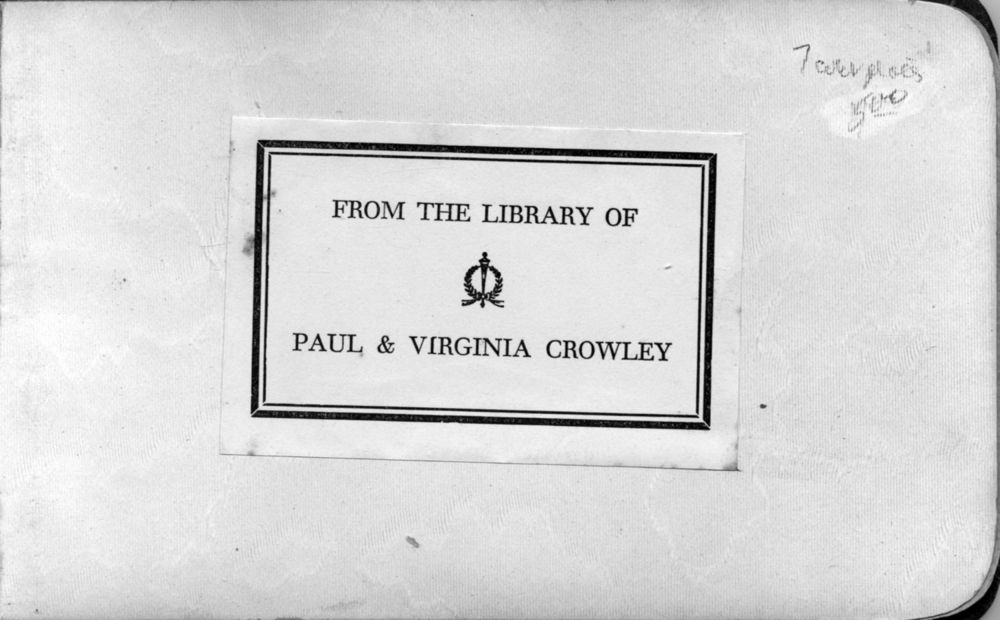 FROM THE LIBRARY OF
PAUL & VIRGINIA CROWLEY